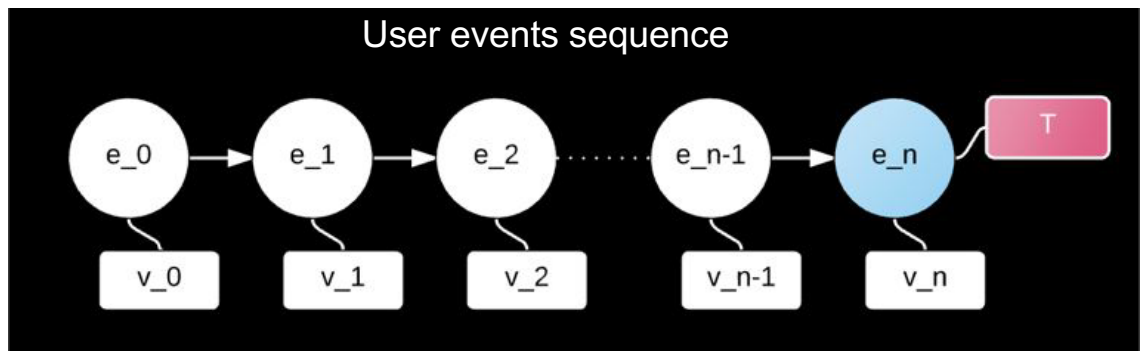 User events sequence
T
e_0 e_1 e_2 e_n-1 e_n
v_0 v_1 v_2 v_n-1 v_n